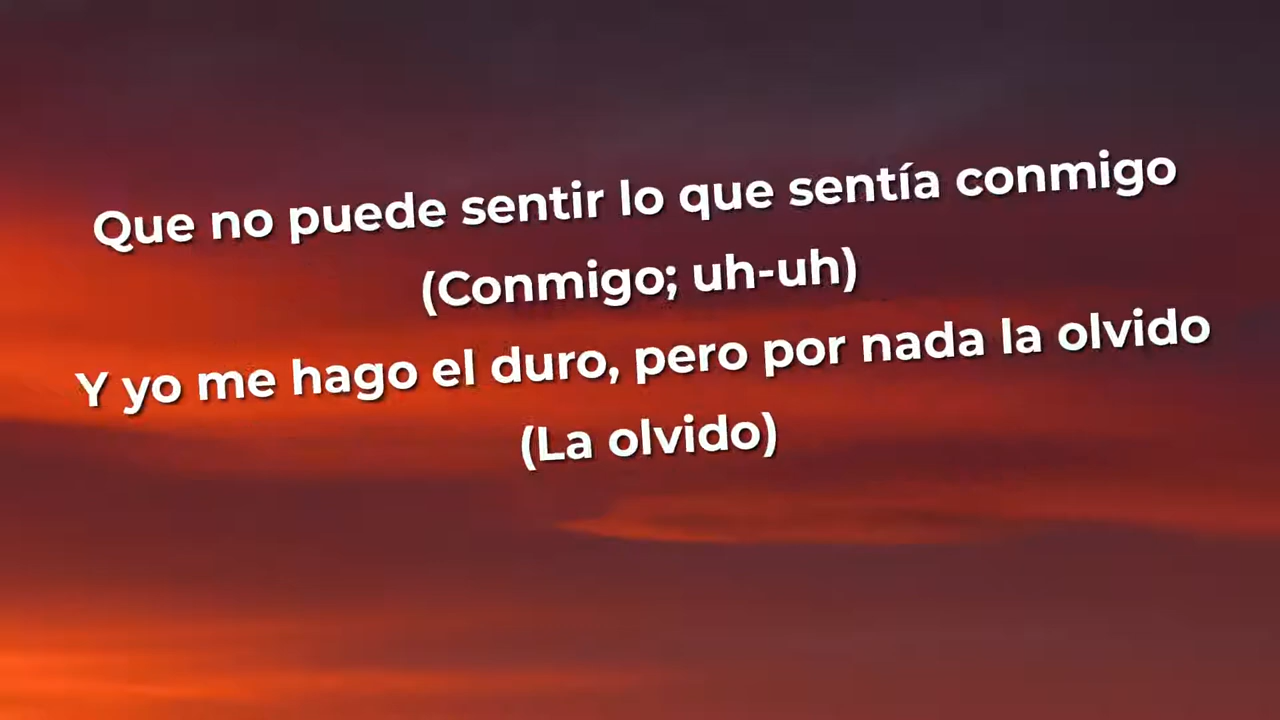 Que no puede sentir lo que sentía conmigo
(Conmigo; uh-uh)
Y yo me hago el duro, pero por nada la olvido
(La olvido)